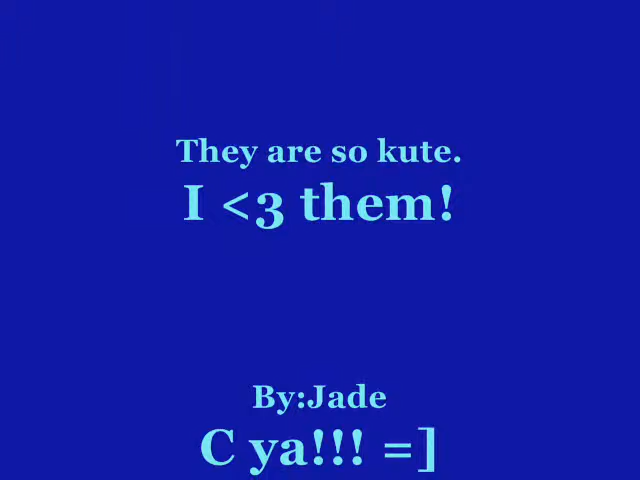 They are so kute.
I <3 them!
By:Jade
C ya!!! =]